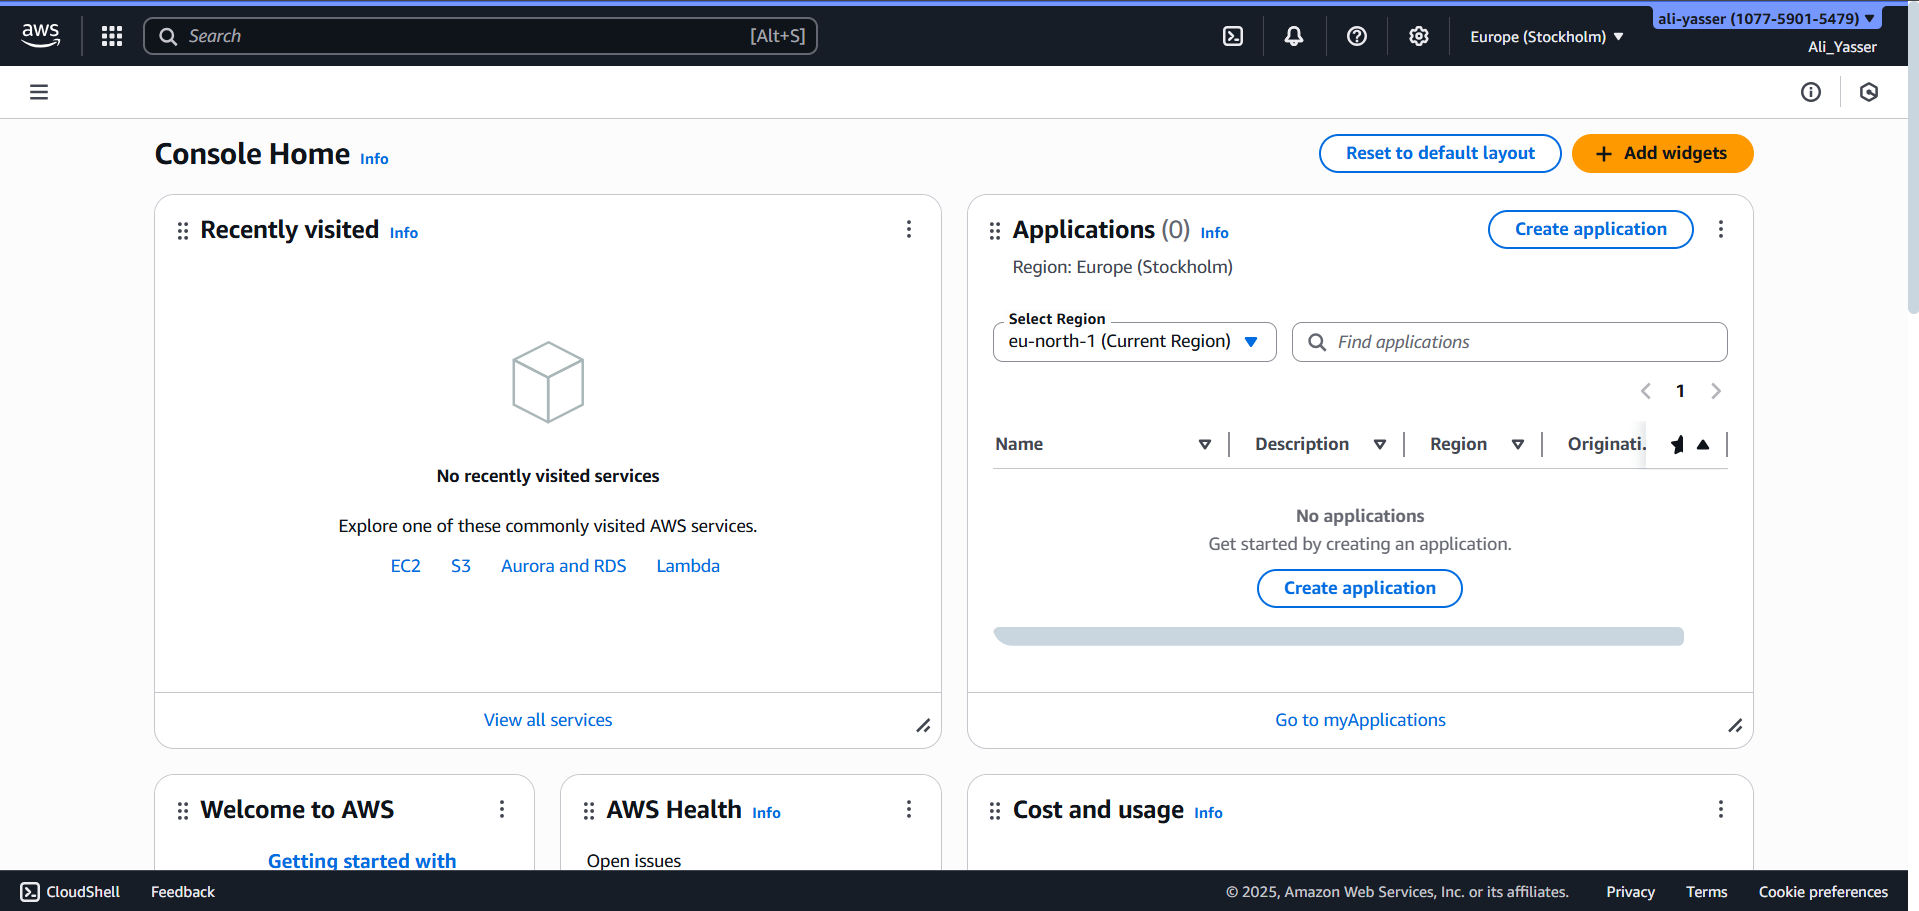 aws
Search [Alt+S]
Europe (Stockholm)
ali-yasser (1077-5901-5479)
Ali_Yasser
Console Home Info
Reset to default layout
Add widgets
Recently visited Info
No recently visited services
Explore one of these commonly visited AWS services.
EC2 S3 Aurora and RDS Lambda
View all services
Applications (0) Info
Create application
Region: Europe (Stockholm)
Select Region
eu-north-1 (Current Region)
Find applications
1
Name Description Region Originati.
No applications
Get started by creating an application.
Create application
Go to myApplications
Welcome to AWS
Getting started with
AWS Health Info
Open issues
Cost and usage Info
CloudShell Feedback © 2025, Amazon Web Services, Inc. or its affiliates. Privacy Terms Cookie preferences